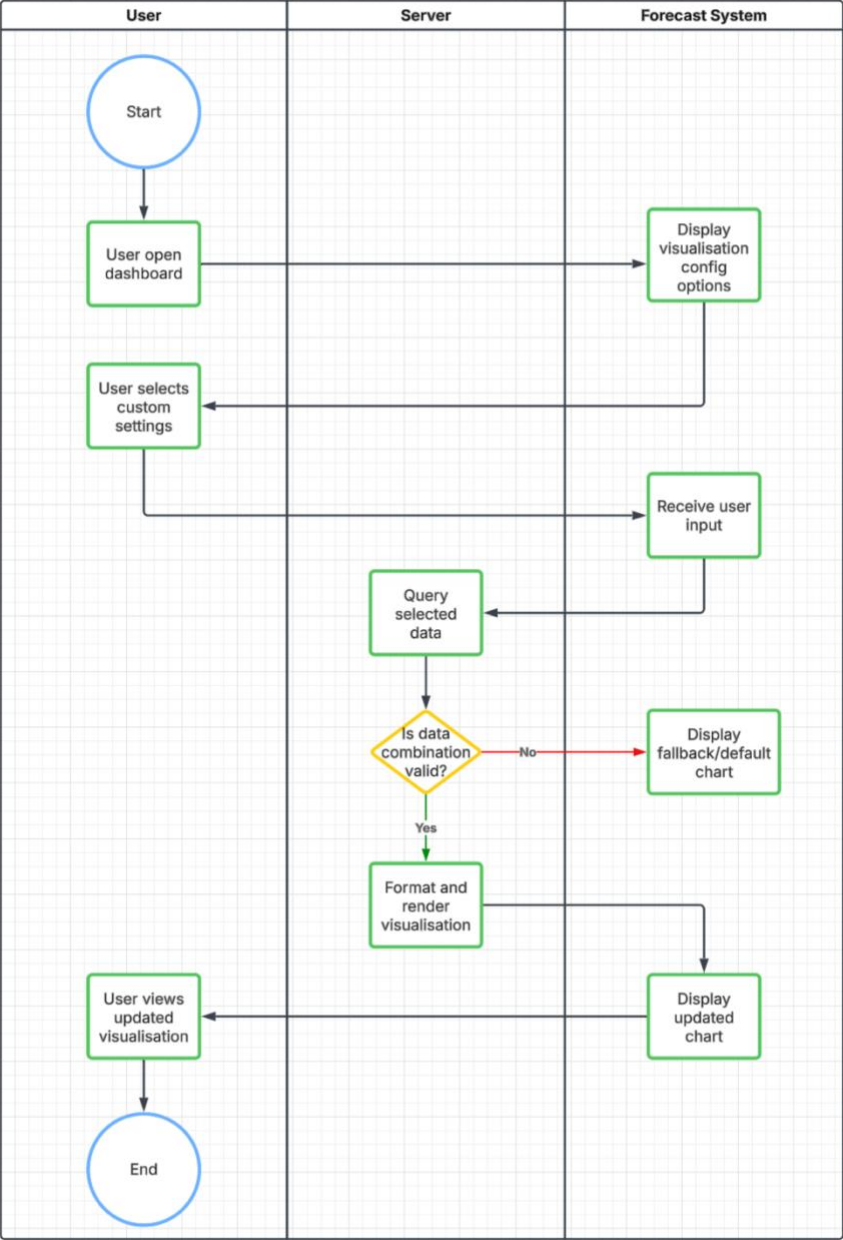 User
Server
Forecast System
Start
User open
dashboard
Display
visualisation
config
options
User selects
custom
settings
Receive user
input
Query
selected
data
Is data
combination
valid?
No
Display
fallback/default
chart
Yes
Format and
render
visualisation
User views
updated
visualisation
Display
updated
chart
End